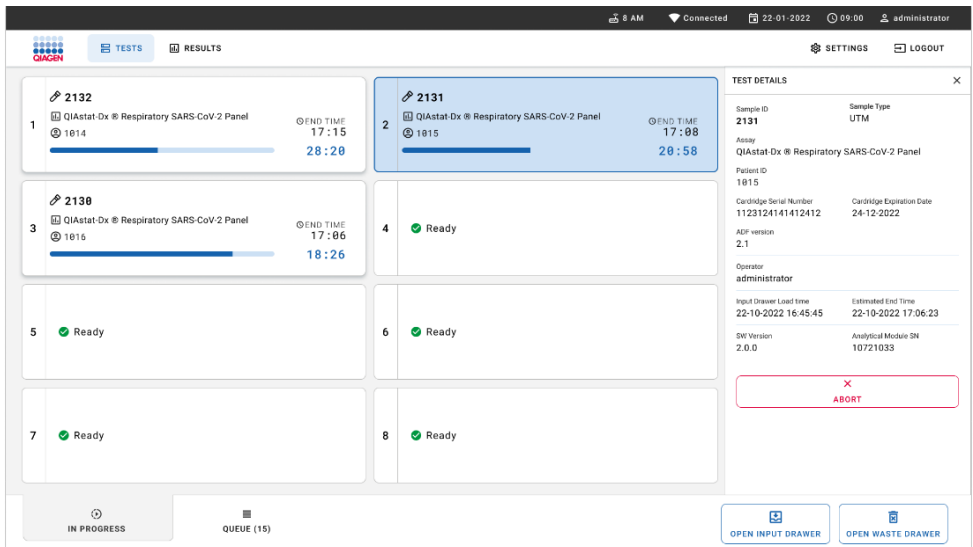 8 AM Connected 22-01-2022 09:00 administrator
QIAGEN TESTS RESULTS SETTINGS LOGOUT
1
2132
QIAstat-Dx ® Respiratory SARS-CoV-2 Panel
1014
END TIME
17:15
28:20
2
2131
QIAstat-Dx ® Respiratory SARS-CoV-2 Panel
1015
END TIME
17:08
20:58
3
2130
QIAstat-Dx ® Respiratory SARS-CoV-2 Panel
1016
END TIME
17:06
18:26
4 Ready
5 Ready
6 Ready
7 Ready
8 Ready
TEST DETAILS
Sample ID Sample Type
2131 UTM
Assay
QIAstat-Dx ® Respiratory SARS-CoV-2 Panel
Patient ID
1015
Cardridge Serial Number Cardridge Expiration Date
1123124141412412 24-12-2022
ADF version
2.1
Operator
administrator
Input Drawer Load time Estimated End Time
22-10-2022 16:45:45 22-10-2022 17:06:23
SW Version Analytical Module SN
2.0.0 10721033
ABORT
IN PROGRESS QUEUE (15) OPEN INPUT DRAWER OPEN WASTE DRAWER